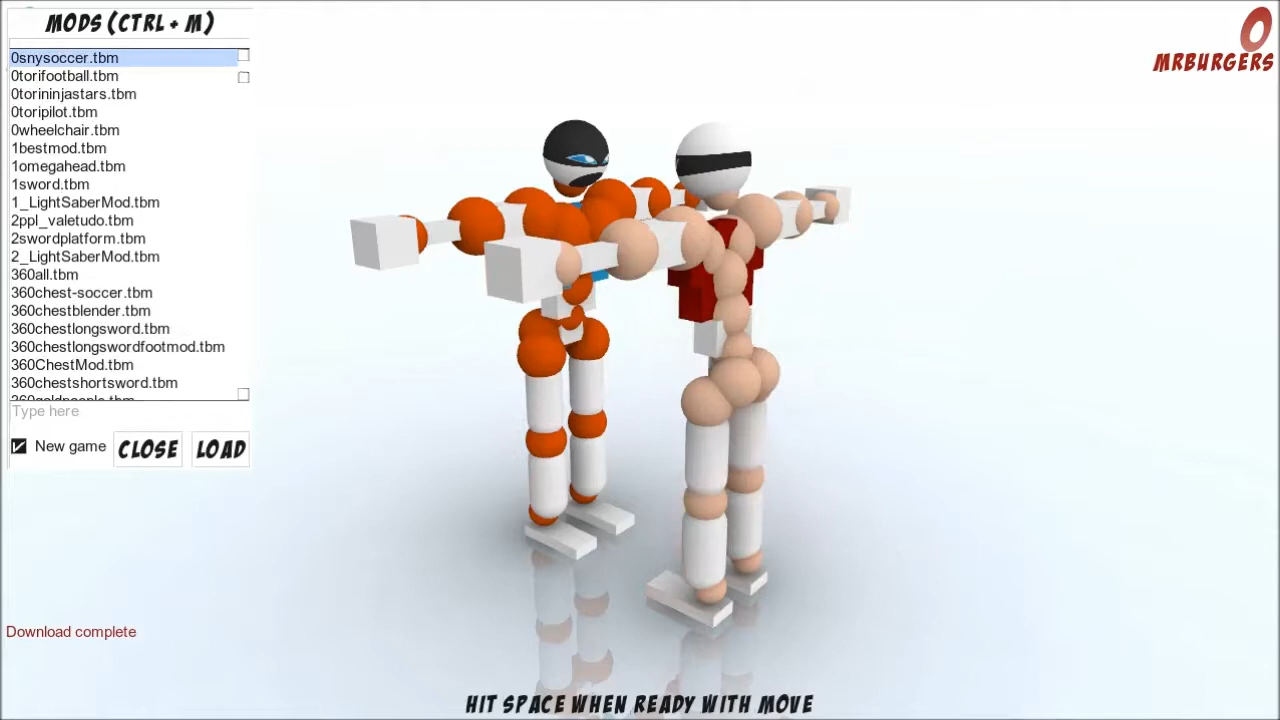 MODS (CTRL + M)
0snysoccer.tbm
0torifootball.tbm
0torininjastars.tbm
0toripilot.tbm
0wheelchair.tbm
1bestmod.tbm
1omegahead.tbm
1sword.tbm
1_LightSaberMod.tbm
2ppl_valetudo.tbm
2swordplatform.tbm
2_LightSaberMod.tbm
360all.tbm
360chest-soccer.tbm
360chestblender.tbm
360chestlongsword.tbm
360chestlongswordfootmod.tbm
360ChestMod.tbm
360chestshortsword.tbm
Type here
New game
CLOSE
LOAD
0
MRBURGERS
Download complete
HIT SPACE WHEN READY WITH MOVE